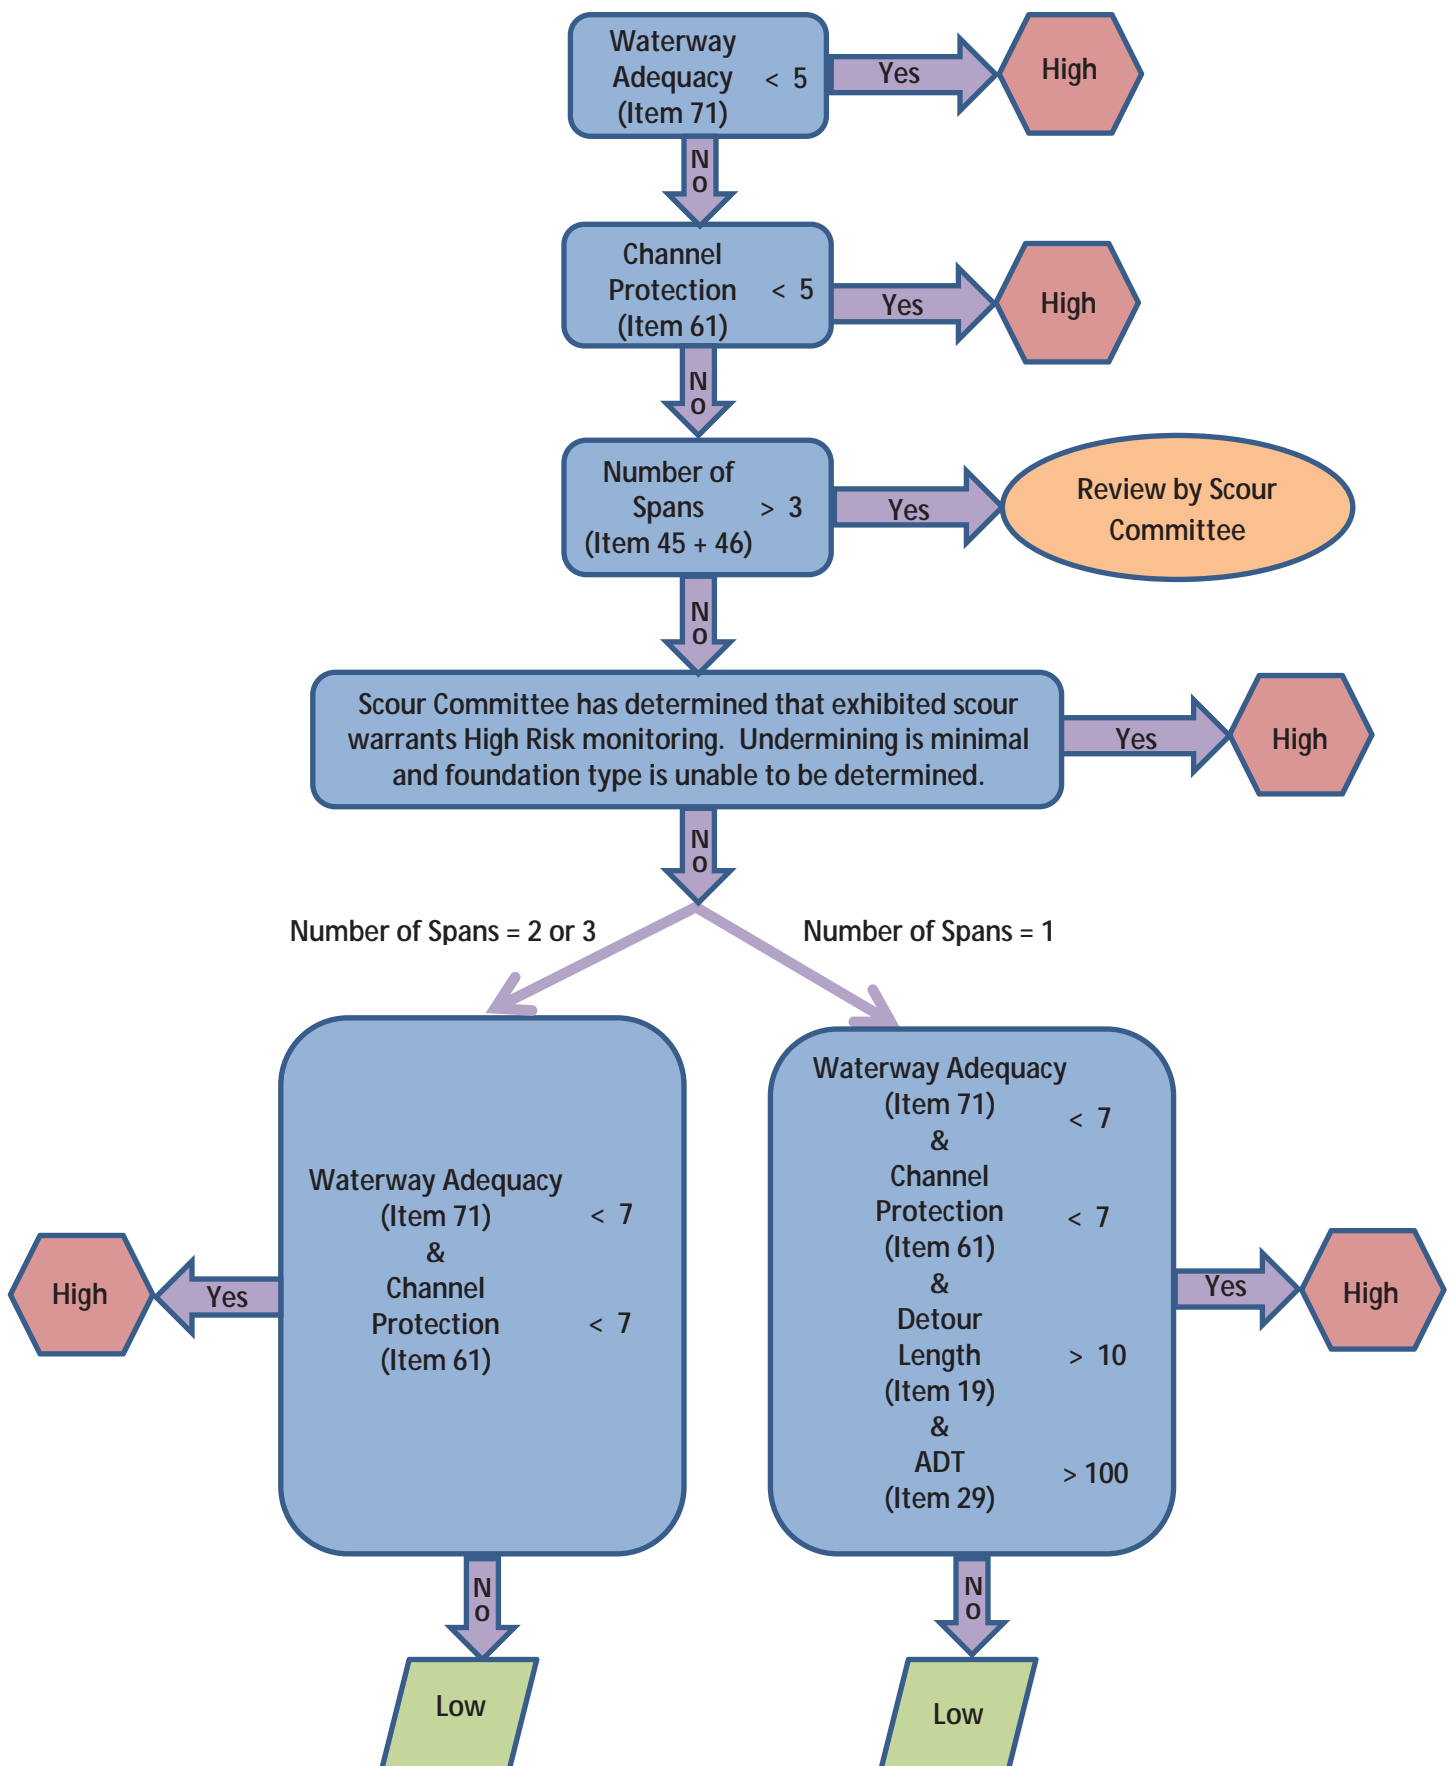 Waterway
Adequacy < 5
(Item 71)
Yes
High
N
O
Channel
Protection < 5
(Item 61)
Yes
High
N
O
Number of
Spans > 3
(Item 45 + 46)
Yes
Review by Scour
Committee
N
O
Scour Committee has determined that exhibited scour
warrants High Risk monitoring. Undermining is minimal
and foundation type is unable to be determined.
Yes
High
N
O
Number of Spans = 2 or 3
Number of Spans = 1
Waterway Adequacy
(Item 71) < 7
&
Channel
Protection < 7
(Item 61)
Yes
High
N
O
Low
Waterway Adequacy
(Item 71) < 7
&
Channel
Protection < 7
(Item 61)
&
Detour
Length > 10
(Item 19)
&
ADT > 100
(Item 29)
Yes
High
N
O
Low